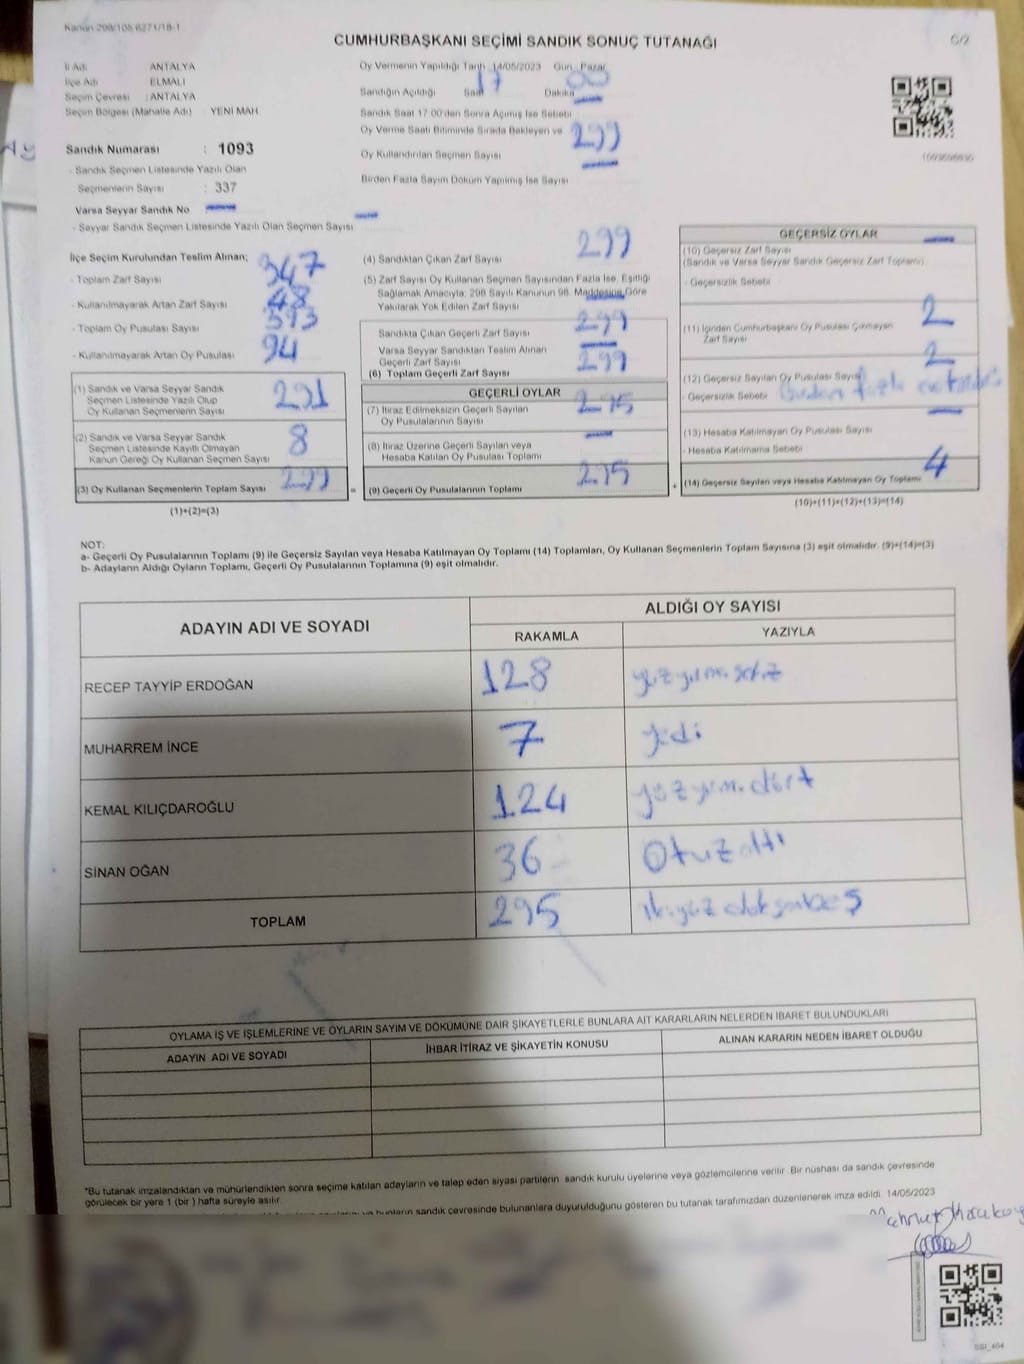 Kanun 298/105 6271/18-1
CUMHURBAŞKANI SEÇİMİ SANDIK SONUÇ TUTANAĞI
İl Adı ANTALYA
İlçe Adı ELMALI
Seçim Çevresi : ANTALYA
Seçim Bölgesi (Mahalle Adı) : YENİ MAH
Sandık Numarası : 1093
- Sandık Seçmen Listesinde Yazılı Olan
Seçmenlerin Sayısı : 337
Varsa Seyyar Sandık No
- Seyyar Sandık Seçmen Listesinde Yazılı Olan Seçmen Sayısı
Oy Vermenin Yapıldığı Tarih 14/05/2023 Gün Pazar
Sandığın Açıldığı Saat 17 Dakika 00
Sandık Saat 17:00'den Sonra Açılmış İse Sebebi
Oy Verme Saati Bitiminde Sırada Bekleyen ve
Oy Kullandırılan Seçmen Sayısı 299
Birden Fazla Sayım Döküm Yapılmış İse Sayısı
İlçe Seçim Kurulundan Teslim Alınan;
- Toplam Zarf Sayısı 347
- Kullanılmayarak Artan Zarf Sayısı 48
- Toplam Oy Pusulası Sayısı 393
- Kullanılmayarak Artan Oy Pusulası 94
(1) Sandık ve Varsa Seyyar Sandık
Seçmen Listesinde Yazılı Olup
Oy Kullanan Seçmenlerin Sayısı 291
(2) Sandık ve Varsa Seyyar Sandık
Seçmen Listesinde Kayıtlı Olmayan
Kanun Gereği Oy Kullanan Seçmen Sayısı 8
(3) Oy Kullanan Seçmenlerin Toplam Sayısı 299
(1)+(2)=(3)
(4) Sandıktan Çıkan Zarf Sayısı 299
(5) Zarf Sayısı Oy Kullanan Seçmen Sayısından Fazla İse, Eşitliği
Sağlamak Amacıyla, 298 Sayılı Kanunun 98. Maddesine Göre
Yakılarak Yok Edilen Zarf Sayısı
Sandıkta Çıkan Geçerli Zarf Sayısı 299
Varsa Seyyar Sandıktan Teslim Alınan
Geçerli Zarf Sayısı
(6) Toplam Geçerli Zarf Sayısı 299
GEÇERLİ OYLAR
(7) İtiraz Edilmeksizin Geçerli Sayılan
Oy Pusulalarının Sayısı 295
(8) İtiraz Üzerine Geçerli Sayılan veya
Hesaba Katılan Oy Pusulası Toplamı
(9) Geçerli Oy Pusulalarının Toplamı 295
GEÇERSİZ OYLAR
(10) Geçersiz Zarf Sayısı
(Sandık ve Varsa Seyyar Sandık Geçersiz Zarf Toplamı)
- Geçersizlik Sebebi
(11) İçinden Cumhurbaşkanı Oy Pusulası Çıkmayan
Zarf Sayısı 2
(12) Geçersiz Sayılan Oy Pusulası Sayısı 2
- Geçersizlik Sebebi Birden fazla
(13) Hesaba Katılmayan Oy Pusulası Sayısı
- Hesaba Katılmama Sebebi
(14) Geçersiz Sayılan veya Hesaba Katılmayan Oy Toplamı 4
(10)+(11)+(12)+(13)=(14)
NOT:
a- Geçerli Oy Pusulalarının Toplamı (9) ile Geçersiz Sayılan veya Hesaba Katılmayan Oy Toplamı (14) Toplamları, Oy Kullanan Seçmenlerin Toplam Sayısına (3) eşit olmalıdır. (9)+(14)=(3)
b- Adayların Aldığı Oyların Toplamı, Geçerli Oy Pusulalarının Toplamına (9) eşit olmalıdır.
ADAYIN ADI VE SOYADI
ALDIĞI OY SAYISI
RAKAMLA YAZIYLA
RECEP TAYYİP ERDOĞAN 128 yüzyirmisekiz
MUHARREM İNCE 7 yedi
KEMAL KILIÇDAROĞLU 124 yüzyirmidört
SİNAN OĞAN 36 Otuzaltı
TOPLAM 295 ikiyüzdoksanbeş
OYLAMA İŞ VE İŞLEMLERİNE VE OYLARIN SAYIM VE DÖKÜMÜNE DAİR ŞİKAYETLERLE BUNLARA AİT KARARLARIN NELERDEN İBARET BULUNDUKLARI
ADAYIN ADI VE SOYADI İHBAR İTİRAZ VE ŞİKAYETİN KONUSU ALINAN KARARIN NEDEN İBARET OLDUĞU
*Bu tutanak imzalandıktan ve mühürlendikten sonra seçime katılan adayların ve talep eden siyasi partilerin sandık kurulu üyelerine veya gözlemcilerine verilir. Bir nüshası da sandık çevresinde
görülecek bir yere 1 (bir) hafta süreyle asılır.
bunların sandık çevresinde bulunanlara duyurulduğunu gösteren bu tutanak tarafımızdan düzenlenerek imza edildi. 14/05/2023
SSI_404